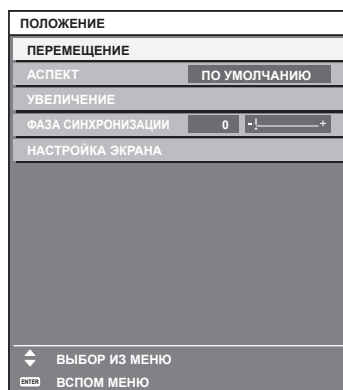 ПОЛОЖЕНИЕ
ПЕРЕМЕЩЕНИЕ
АСПЕКТ ПО УМОЛЧАНИЮ
УВЕЛИЧЕНИЕ
ФАЗА СИНХРОНИЗАЦИИ 0 - +
НАСТРОЙКА ЭКРАНА
ВЫБОР ИЗ МЕНЮ
ENTER ВСПОМ МЕНЮ